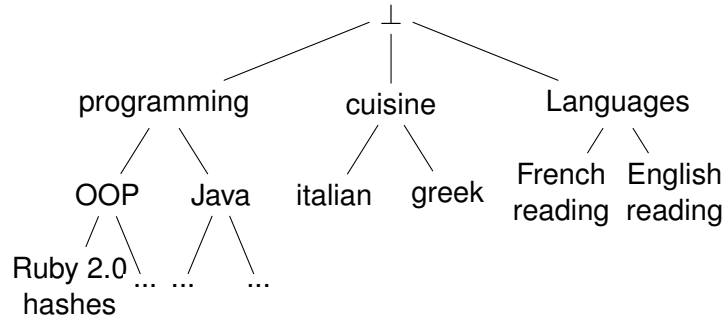 ⊥
programming cuisine Languages
OOP Java italian greek French reading English reading
Ruby 2.0 hashes ... ... ...